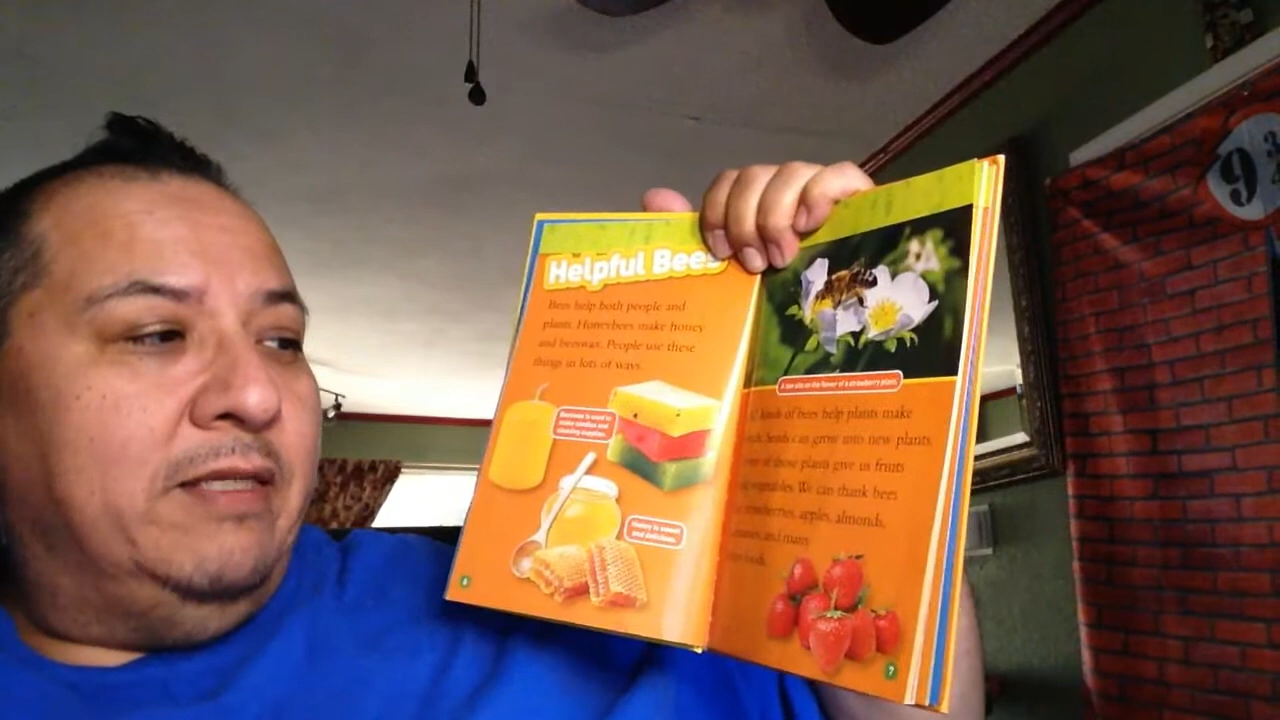 Helpful Bees
Bees help both people and
plants. Honeybees make honey
and beeswax. People use these
things in lots of ways.
Beeswax is used to
make candles and
cleaning supplies.
Honey is sweet
and delicious.
6
A bee sits on the flower of a strawberry plant.
kinds of bees help plants make
Seeds can grow into new plants.
of those plants give us fruits
vegetables. We can thank bees
strawberries, apples, almonds,
and many
foods.
7
9 3